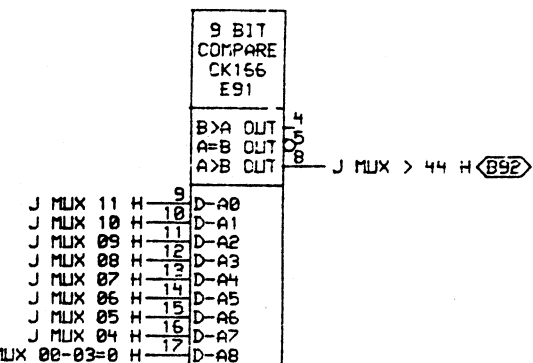 9 BIT
COMPARE
CK166
E91
B>A OUT 4
A=B OUT 5
A>B OUT 8 J MUX > 44 H B92
J MUX 11 H 9 D-A0
J MUX 10 H 10 D-A1
J MUX 09 H 11 D-A2
J MUX 08 H 12 D-A3
J MUX 07 H 13 D-A4
J MUX 06 H 14 D-A5
J MUX 05 H 15 D-A6
J MUX 04 H 16 D-A7
MUX 00-03=0 H 17 D-A8